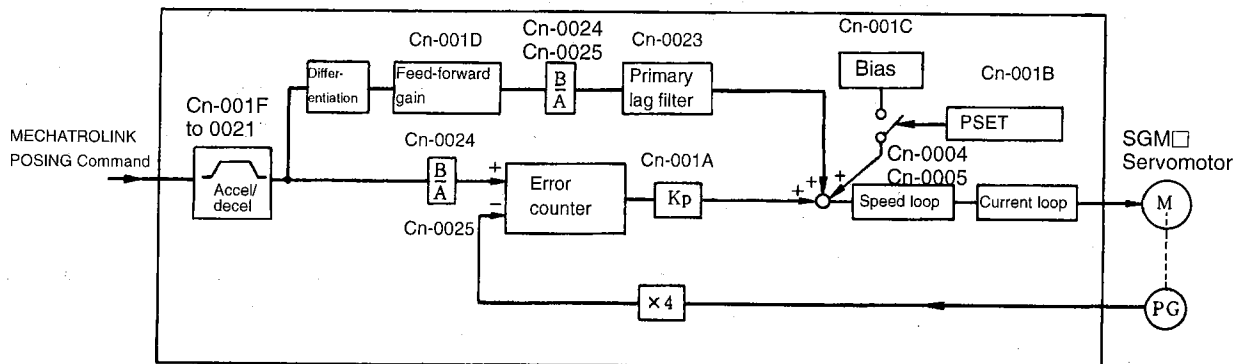 MECHATROLINK
POSING Command
Cn-001F
to 0021
Accel/
decel
Differ-
entiation
Cn-001D
Feed-forward
gain
Cn-0024
Cn-0025
B
A
Cn-0023
Primary
lag filter
Cn-001C
Bias
Cn-001B
PSET
Cn-0024
B
A
Cn-0025
+
−
Error
counter
Cn-001A
Kp
+
+
+
Cn-0004
Cn-0005
Speed loop
Current loop
SGM□
Servomotor
M
×4
PG